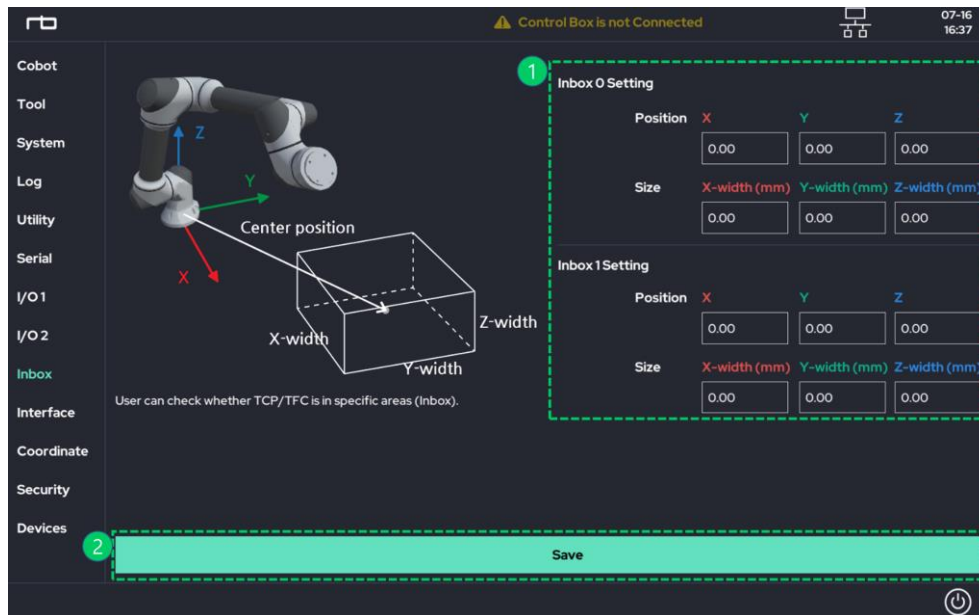 rb
Control Box is not Connected
07-16
16:37
Cobot
Tool
System
Log
Utility
Serial
I/O 1
I/O 2
Inbox
Interface
Coordinate
Security
Devices
Z
Y
X
Center position
X-width
Y-width
Z-width
User can check whether TCP/TFC is in specific areas (Inbox).
1
Inbox 0 Setting
Position X Y Z
0.00 0.00 0.00
Size X-width (mm) Y-width (mm) Z-width (mm)
0.00 0.00 0.00
Inbox 1 Setting
Position X Y Z
0.00 0.00 0.00
Size X-width (mm) Y-width (mm) Z-width (mm)
0.00 0.00 0.00
2
Save